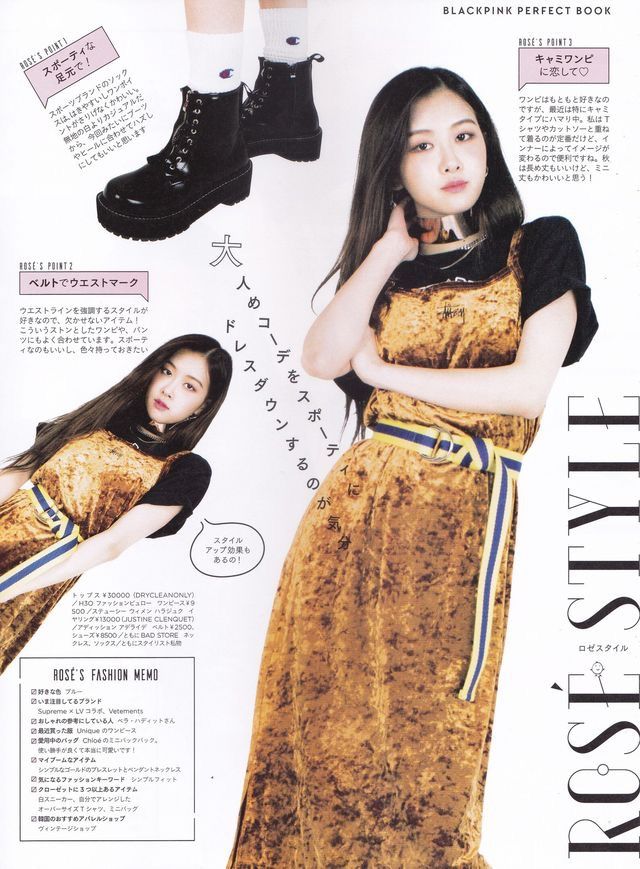 BLACKPINK PERFECT BOOK
ROSÉ'S POINT 1
スポーティな
足元で!
スポーツブランドのソック
スは、はきやすいしワンポイ
ントがさりげなくかわいい。
無地の白よりカジュアルだ
から、今回みたいにブーツ
やヒールに合わせてハズし
にしてもいいと思います
ROSÉ'S POINT 3
キャミワンピ
に恋して♡
ワンピはもともと好きなの
ですが、最近は特にキャミ
タイプにハマり中。私はT
シャツやカットソーと重ね
て着るのが定番だけど、イ
ンナーによってイメージが
変わるので便利ですね。秋
は長め丈もいいけど、ミニ
丈もかわいいと思う!
ROSÉ'S POINT 2
ベルトでウエストマーク
ウエストラインを強調するスタイルが
好きなので、欠かせないアイテム!
こういうストンとしたワンピや、パン
ツにもよく合わせています。スポーテ
ィなのもいいし、色々持っておきたい
大人めコーデをスポーティに
ドレスダウンするのが気分
スタイル
アップ効果も
あるの!
トップス¥30000(DRYCLEANONLY)
/H3O ファッションビュロー ワンピース¥9
500/ステューシー ウィメン ハラジュク イ
ヤリング¥13000(JUSTINE CLENQUET)
/アディッション アデライデ ベルト¥2500、
シューズ¥8500/ともにBAD STORE ネッ
クレス、ソックス/ともにスタイリスト私物
ROSÉ'S FASHION MEMO
好きな色 ブルー
いま注目してるブランド
Supreme×LVコラボ、Vetements
おしゃれの参考にしている人 ベラ・ハディットさん
最近買った服 Uniqueのワンピース
愛用中のバッグ Chloéのミニバックパック。
使い勝手が良くて本当に可愛いです!
マイブームなアイテム
シンプルなゴールドのブレスレットとペンダントネックレス
気になるファッションキーワード シンプルフィット
クローゼットに3つ以上あるアイテム
白スニーカー、自分でアレンジした
オーバーサイズTシャツ、ミニバッグ
韓国のおすすめアパレルショップ
ヴィンテージショップ
ROSÉ STYLE
ロゼスタイル